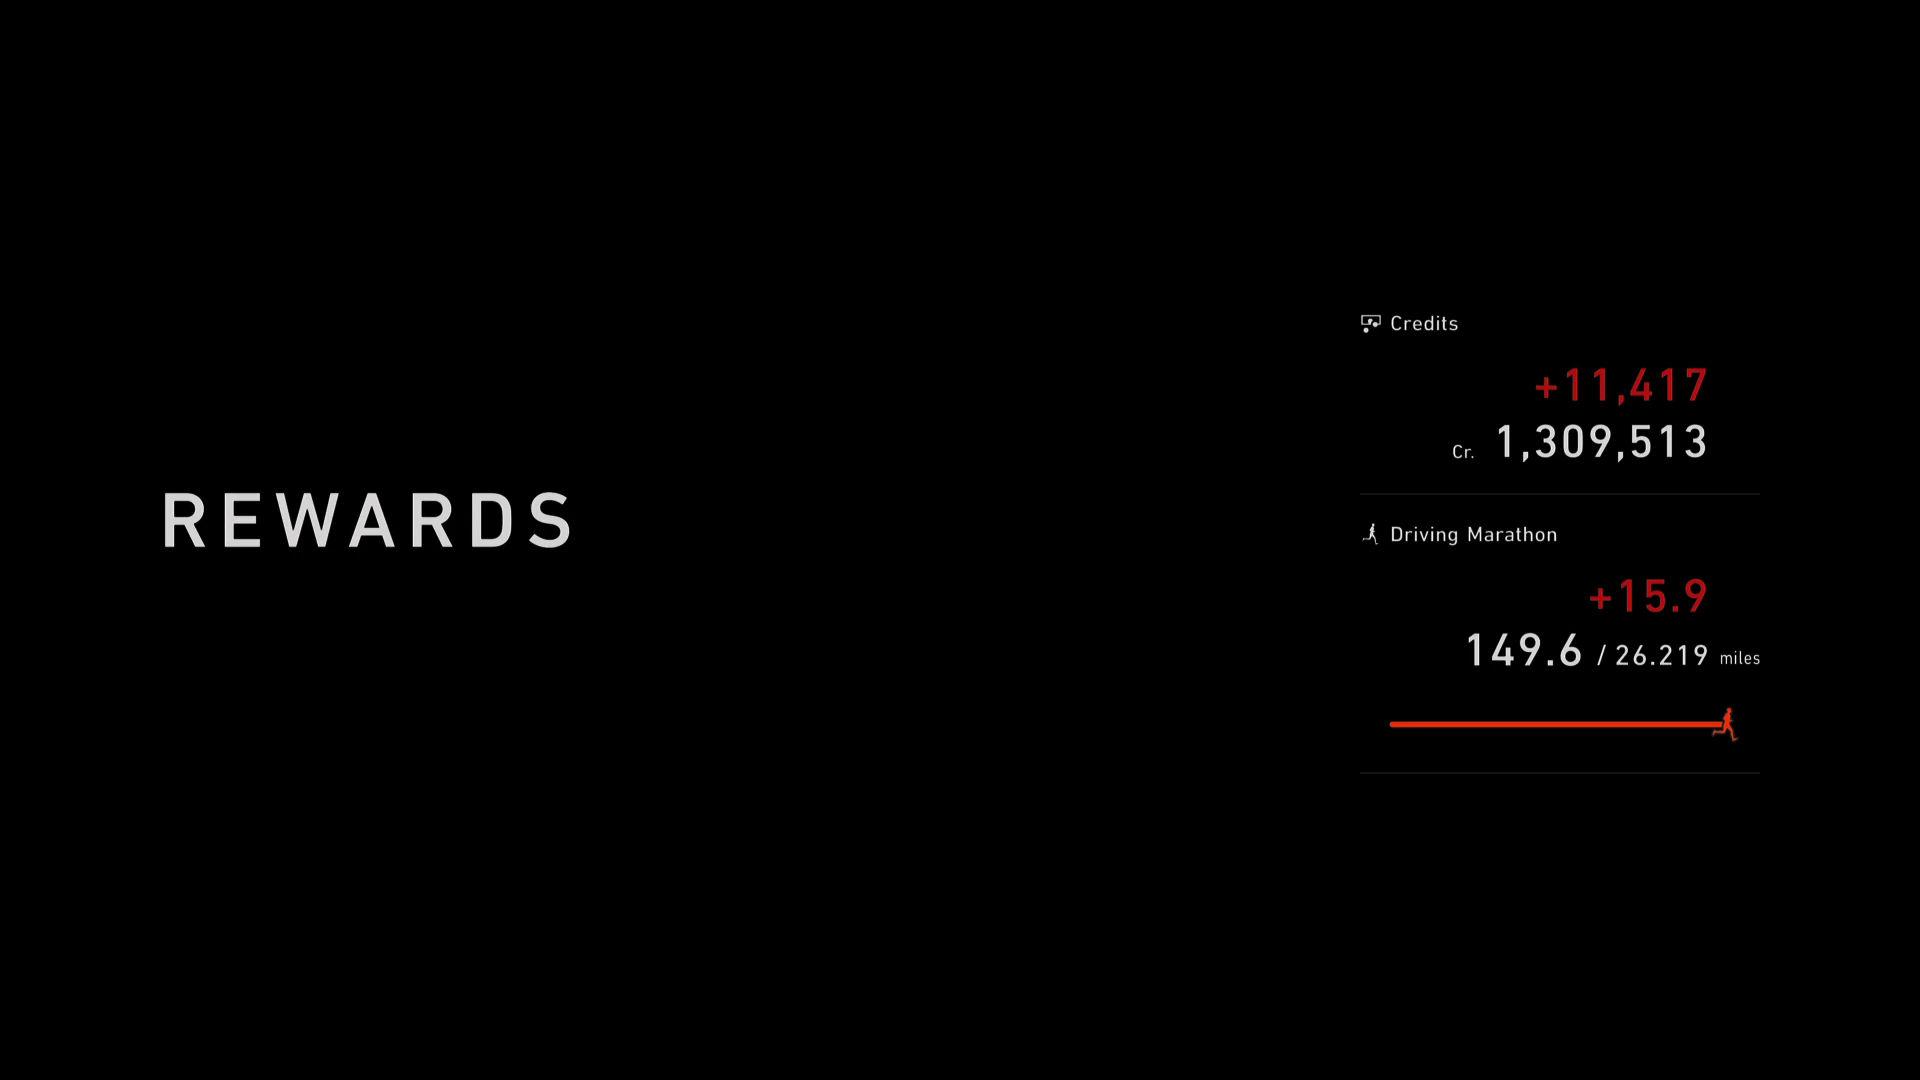 REWARDS
Credits
+11,417
Cr. 1,309,513
Driving Marathon
+15.9
149.6 / 26.219 miles